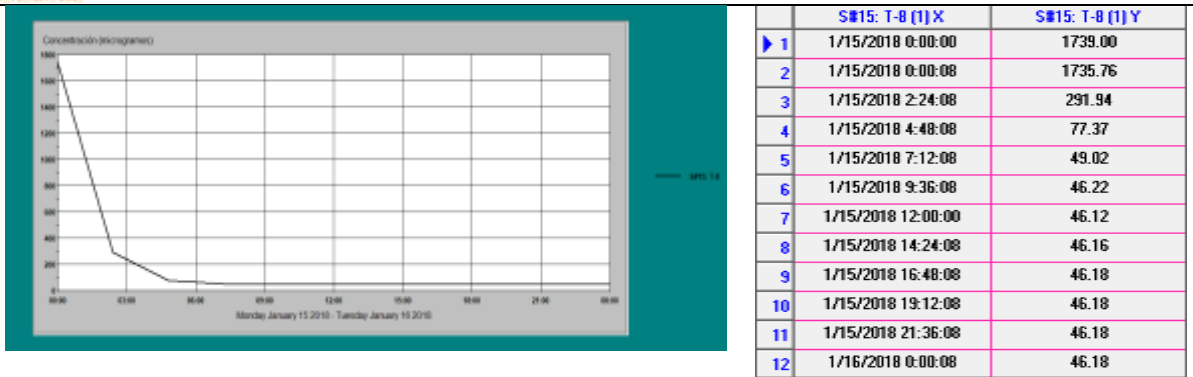 Concentración (microgramos)
1800
1600
1400
1200
1000
800
600
400
200
0
00:00 03:00 06:00 09:00 12:00 15:00 18:00 21:00 00:00
Monday January 15 2018 - Tuesday January 16 2018
S#15: T-8 (1) X S#15: T-8 (1) Y
1 1/15/2018 0:00:00 1739.00
2 1/15/2018 0:00:08 1735.76
3 1/15/2018 2:24:08 291.94
4 1/15/2018 4:48:08 77.37
5 1/15/2018 7:12:08 49.02
6 1/15/2018 9:36:08 46.22
7 1/15/2018 12:00:00 46.12
8 1/15/2018 14:24:08 46.16
9 1/15/2018 16:48:08 46.18
10 1/15/2018 19:12:08 46.18
11 1/15/2018 21:36:08 46.18
12 1/16/2018 0:00:08 46.18